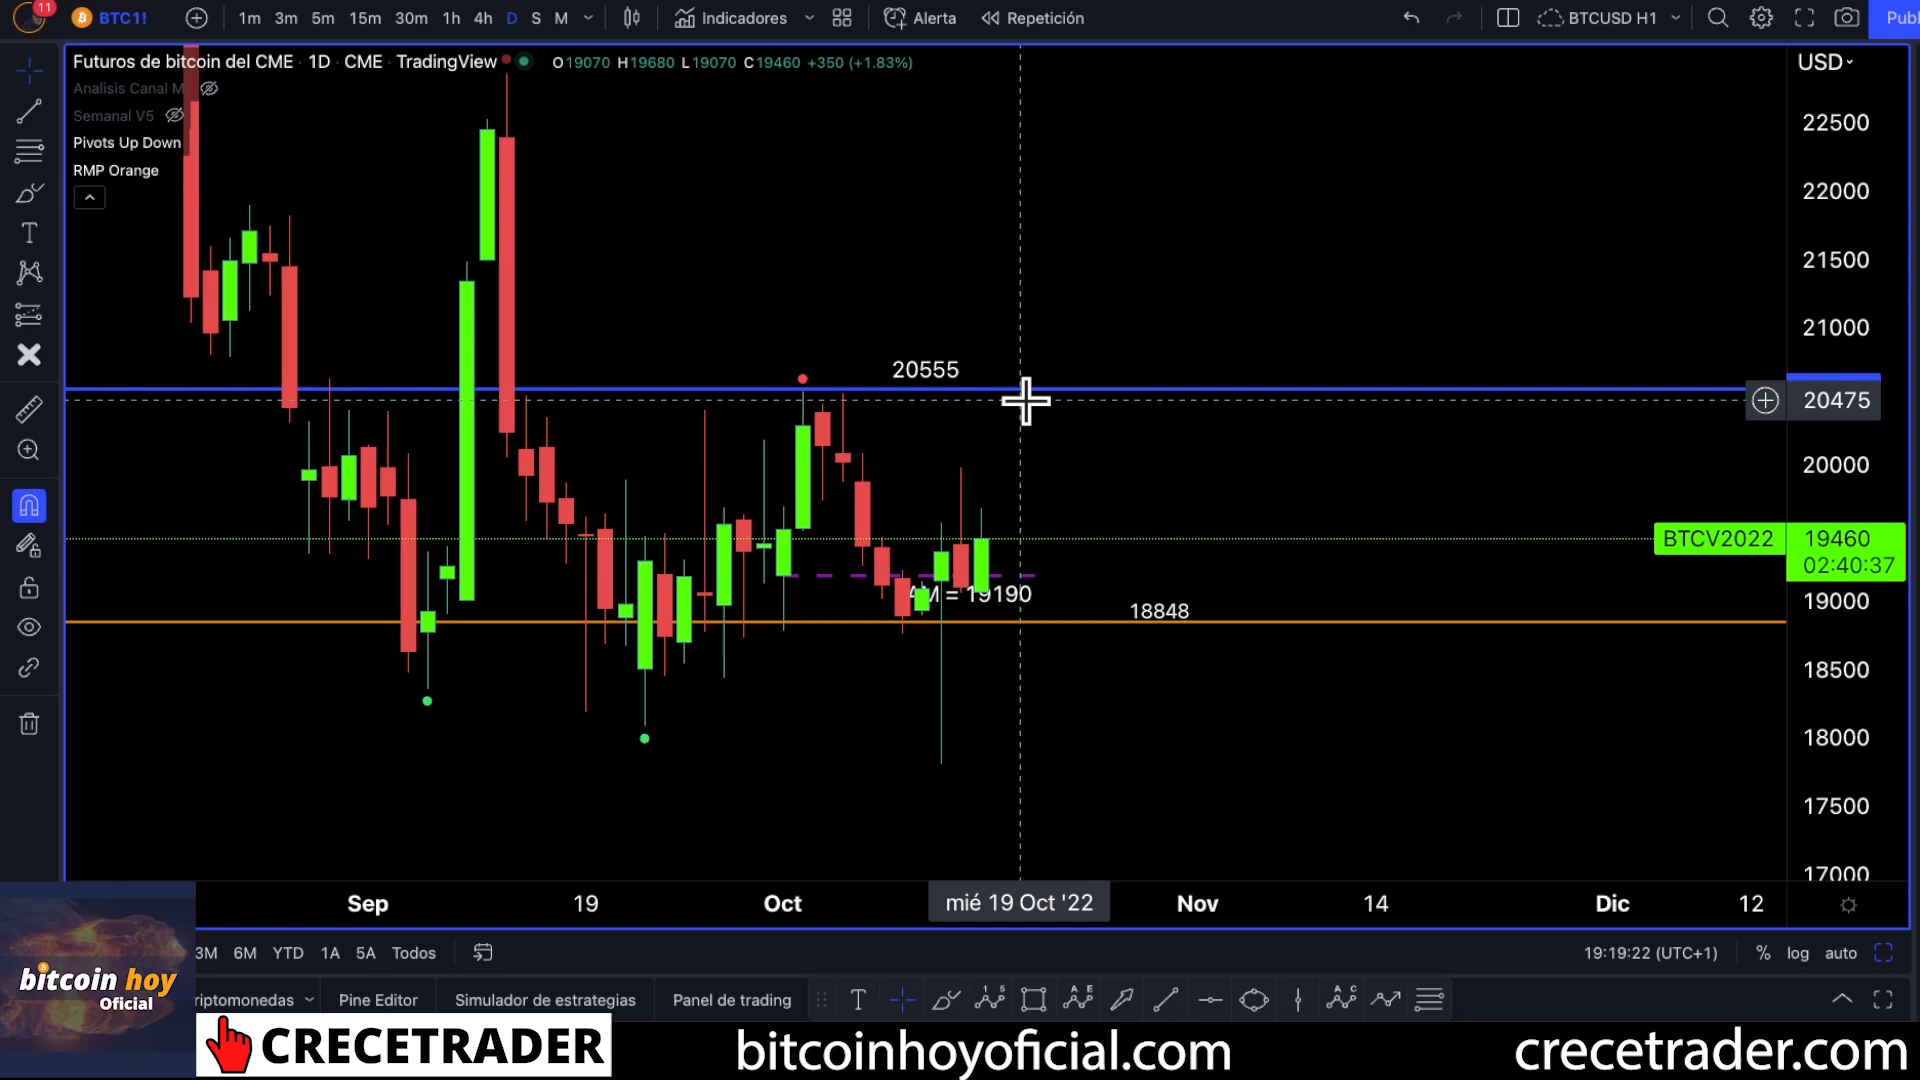 11
BTC1! 1m 3m 5m 15m 30m 1h 4h D S M Indicadores Alerta Repetición BTCUSD H1 Publ
Futuros de bitcoin del CME · 1D · CME · TradingView O19070 H19680 L19070 C19460 +350 (+1.83%) USD
Analisis Canal M..
Semanal V5
Pivots Up Down
RMP Orange
22500
22000
21500
21000
20555
20475
20000
BTCV2022 19460
02:40:37
AM = 19190
19000
18848
18500
18000
17500
17000
Sep 19 Oct mié 19 Oct '22 Nov 14 Dic 12
3M 6M YTD 1A 5A Todos 19:19:22 (UTC+1) % log auto
riptomonedas Pine Editor Simulador de estrategias Panel de trading
bitcoin hoy
Oficial
CRECETRADER bitcoinhoyoficial.com crecetrader.com